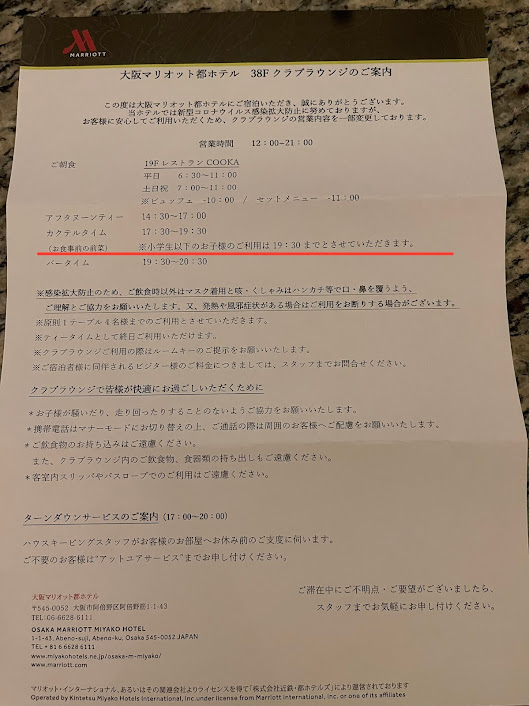 MARRIOTT
大阪マリオット都ホテル 38F クラブラウンジのご案内
この度は大阪マリオット都ホテルにご宿泊いただき、誠にありがとうございます。
当ホテルでは新型コロナウイルス感染拡大防止に努めておりますが、
お客様に安心してご利用いただくため、クラブラウンジの営業内容を一部変更しております。
営業時間 12:00~21:00
ご朝食 19F レストラン COOKA
平日 6:30~11:00
土日祝 7:00~11:00
※ビュッフェ -10:00 / セットメニュー -11:00
アフタヌーンティー 14:30~17:00
カクテルタイム 17:30~19:30
(お食事前の前菜) ※小学生以下のお子様のご利用は19:30までとさせていただきます。
バータイム 19:30~20:30
※感染拡大防止のため、ご飲食時以外はマスク着用と咳・くしゃみはハンカチ等で口・鼻を覆うよう、
ご理解とご協力をお願いいたします。又、発熱や風邪症状がある場合はご利用をお断りする場合がございます。
※原則1テーブル4名様までのご利用とさせていただきます。
※ティータイムとして終日ご利用いただけます。
※クラブラウンジご利用の際はルームキーのご提示をお願いいたします。
※ご宿泊者様に同伴されるビジター様のご料金につきましては、スタッフまでお問合せください。
クラブラウンジで皆様が快適にお過ごしいただくために
*お子様が騒いだり、走り回ったりすることのないようご協力をお願いいたします。
*携帯電話はマナーモードにお切り替えの上、ご通話の際は周囲のお客様へご配慮をお願いいたします。
*ご飲食物のお持ち込みはご遠慮ください。
また、クラブラウンジ内のご飲食物、食器類の持ち出しもご遠慮ください。
*客室内スリッパやバスローブでのご利用はご遠慮ください。
ターンダウンサービスのご案内 (17:00~20:00)
ハウスキーピングスタッフがお客様のお部屋へお休み前のご支度に伺います。
ご不要のお客様は"アットユアサービス"までお申し付けください。
ご滞在中にご不明点・ご要望がございましたら、
スタッフまでお気軽にお申し付けください。
大阪マリオット都ホテル
〒545-0052 大阪市阿倍野区阿倍野筋1-1-43
TEL:06-6628-6111
OSAKA MARRIOTT MIYAKO HOTEL
1-1-43, Abeno-suji, Abeno-ku, Osaka 545-0052 JAPAN
TEL • 81 6 6628 6111
www.miyakohotels.ne.jp/osaka-m-miyako/
www.marriott.com
マリオット・インターナショナル、あるいはその関連会社よりライセンスを得て「株式会社近鉄・都ホテルズ」により運営されております
Operated by Kintetsu Miyako Hotels International, Inc. under license from Marriott International, Inc. or one of its affiliates